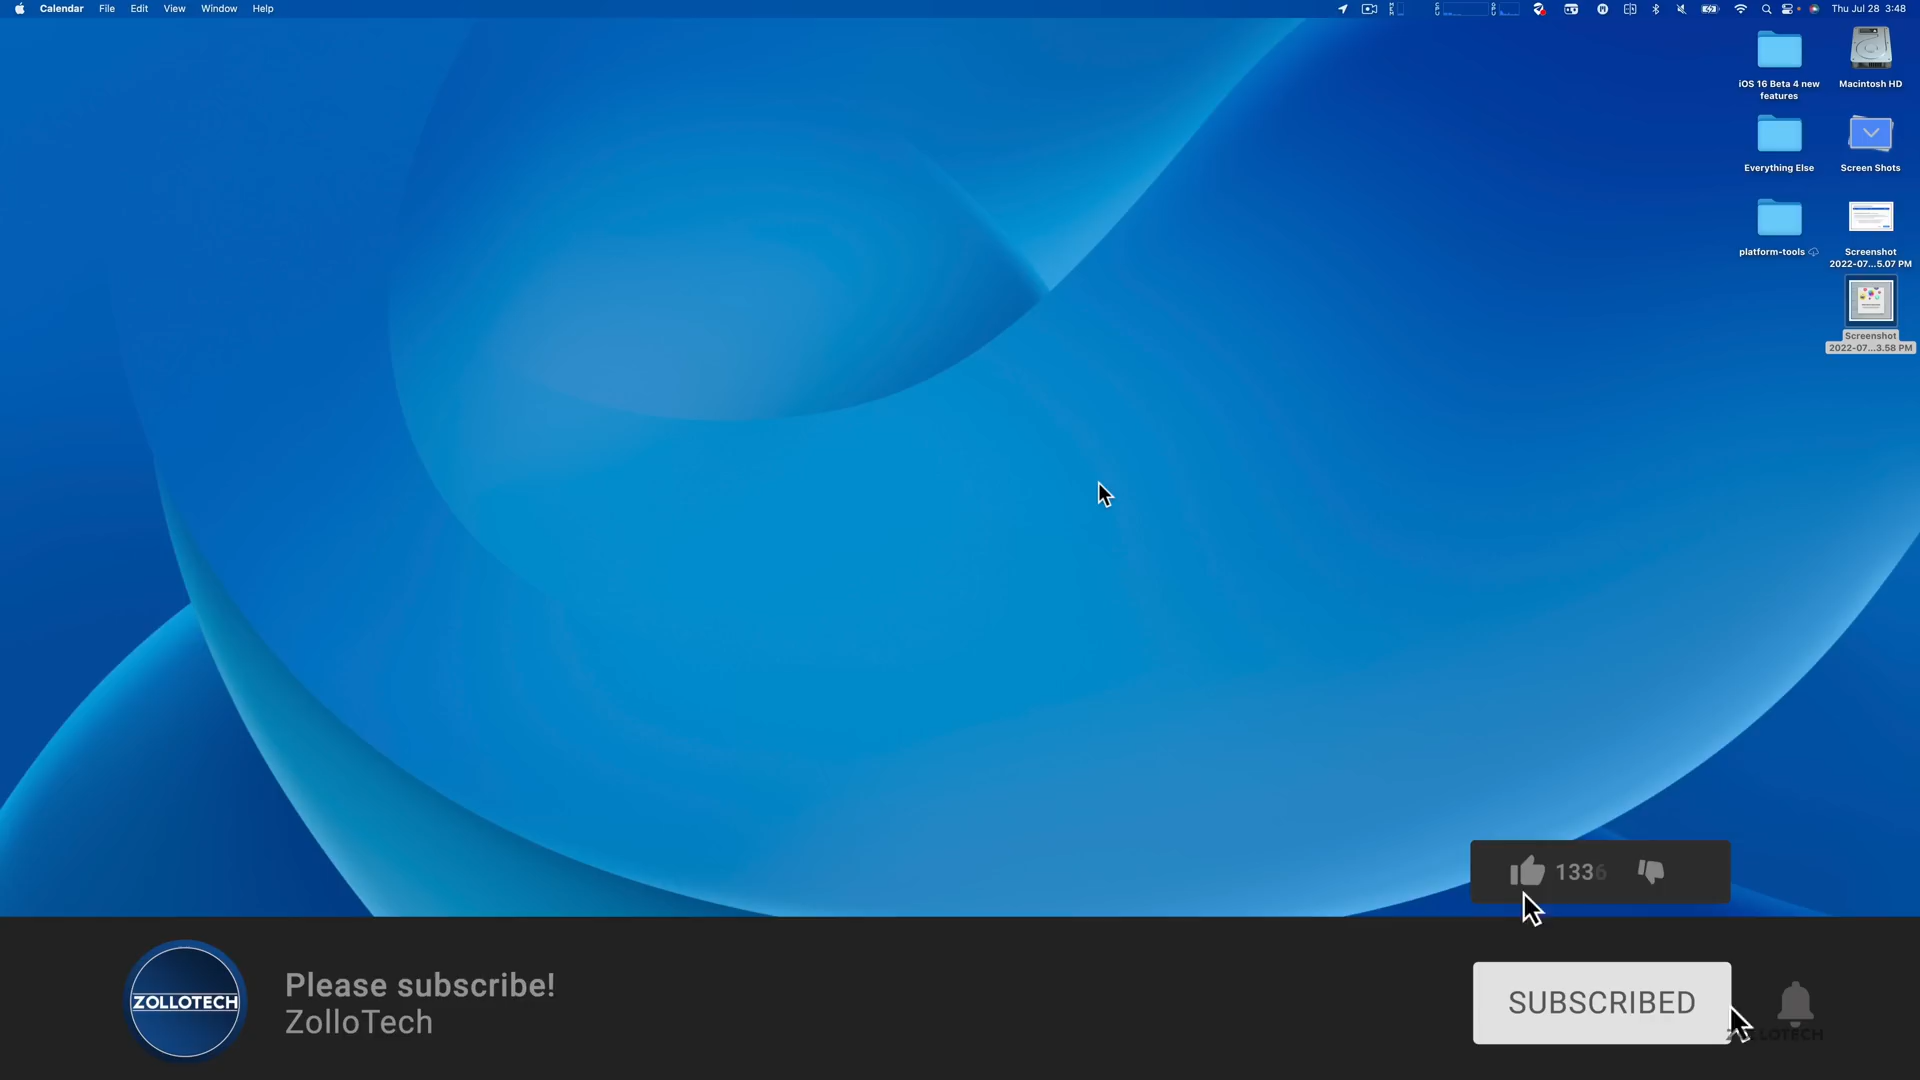 Calendar File Edit View Window Help
Thu Jul 28 3:48
iOS 16 Beta 4 new
features
Macintosh HD
Everything Else
Screen Shots
platform-tools
Screenshot
2022-07...5.07 PM
Screenshot
2022-07...3.58 PM
1336
ZOLLOTECH
Please subscribe!
ZolloTech
SUBSCRIBED
ZOLLOTECH